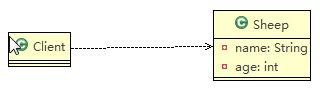 Client
Sheep
name: String
age: int